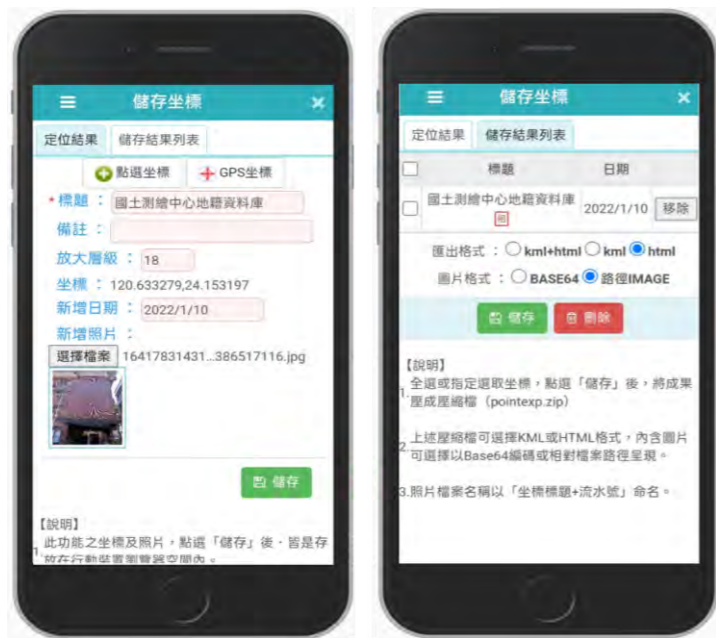 儲存坐標
定位結果 儲存結果列表
點選坐標 GPS坐標
*標題 : 國土測繪中心地籍資料庫
備註 :
放大層級 : 18
坐標 : 120.633279,24.153197
新增日期 : 2022/1/10
新增照片 :
選擇檔案 16417831431...386517116.jpg
儲存
【說明】
1. 此功能之坐標及照片,點選「儲存」後,皆是存
放在行動裝置瀏覽器空間內。
儲存坐標
定位結果 儲存結果列表
標題 日期
國土測繪中心地籍資料庫
2022/1/10 移除
匯出格式 : kml+html kml html
圖片格式 : BASE64 路徑IMAGE
儲存 刪除
【說明】
1. 全選或指定選取坐標,點選「儲存」後,將成果
壓成壓縮檔(pointexp.zip)
2. 上述壓縮檔可選擇KML或HTML格式,內含圖片
可選擇以Base64編碼或相對檔案路徑呈現。
3.照片檔案名稱以「坐標標題+流水號」命名。